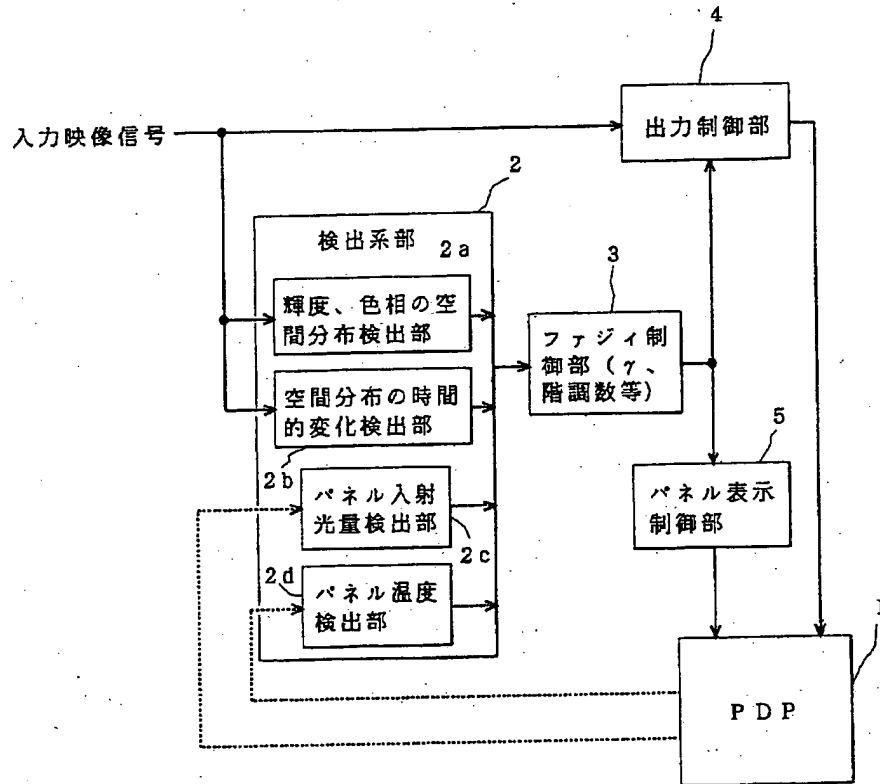 4
入力映像信号
出力制御部
2
検出系部
2a
3
輝度、色相の空
間分布検出部
ファジィ制
御部(γ、
階調数等)
空間分布の時間
的変化検出部
5
2b
パネル入射
光量検出部
パネル表示
制御部
2c
2d
パネル温度
検出部
1
PDP